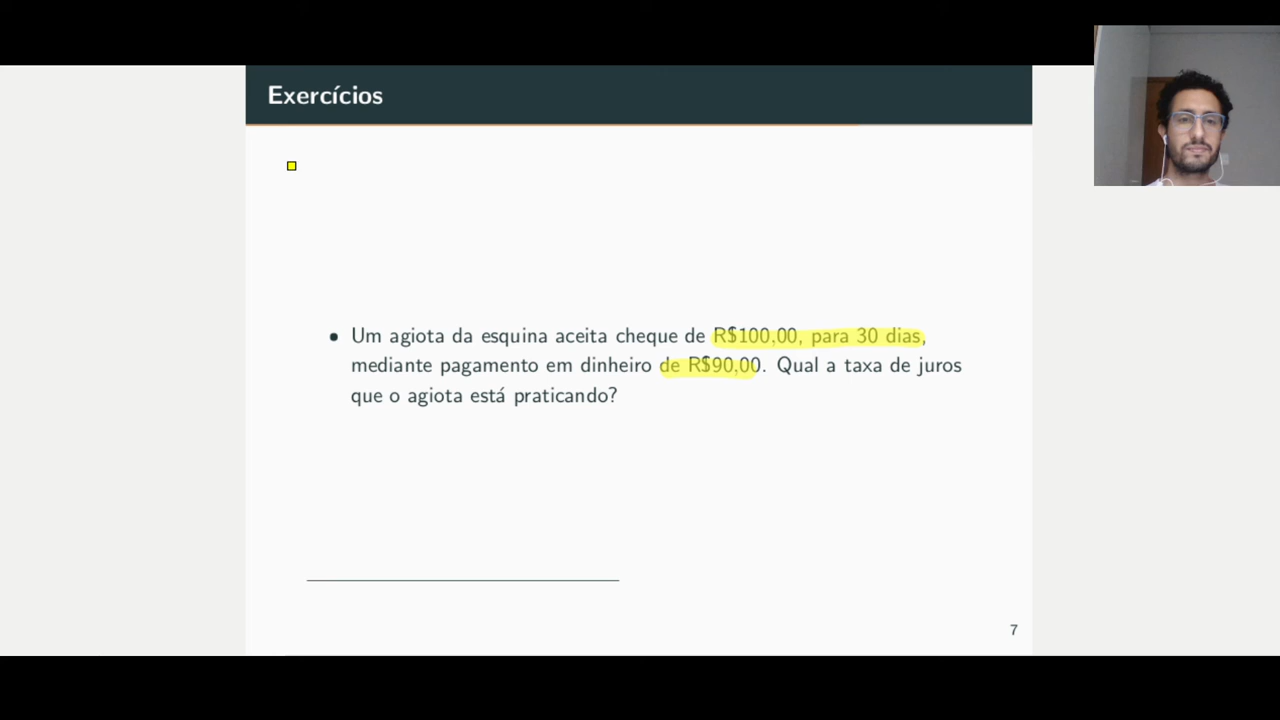 Exercícios
• Um agiota da esquina aceita cheque de R$100,00, para 30 dias,
mediante pagamento em dinheiro de R$90,00. Qual a taxa de juros
que o agiota está praticando?
7